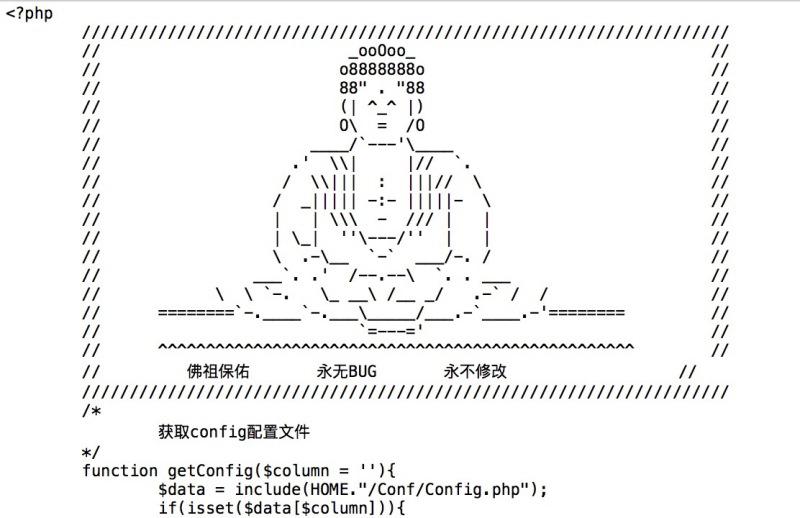 <?php
////////////////////////////////////////////////////////////////////
//                          _ooOoo_                               //
//                         o8888888o                              //
//                         88" . "88                              //
//                         (| ^_^ |)                              //
//                         O\  =  /O                              //
//                      ____/`---'\____                           //
//                    .'  \\|     |//  `.                         //
//                   /  \\|||  :  |||//  \                        //
//                  /  _||||| -:- |||||-  \                       //
//                  |   | \\\  -  /// |   |                       //
//                  | \_|  ''\---/''  |   |                       //
//                  \  .-\__  `-`  ___/-. /                       //
//                ___`. .'  /--.--\  `. . ___                     //
//            \  \ `-.   \_ __\ /__ _/   .-` /  /                 //
//      ========`-.____`-.___\_____/___.-`____.-'========         //
//                           `=---='                              //
//      ^^^^^^^^^^^^^^^^^^^^^^^^^^^^^^^^^^^^^^^^^^^^^^^^^^        //
//         佛祖保佑       永无BUG       永不修改                  //
////////////////////////////////////////////////////////////////////
/*
获取config配置文件
*/
function getConfig($column = ''){
$data = include(HOME."/Conf/Config.php");
if(isset($data[$column])){